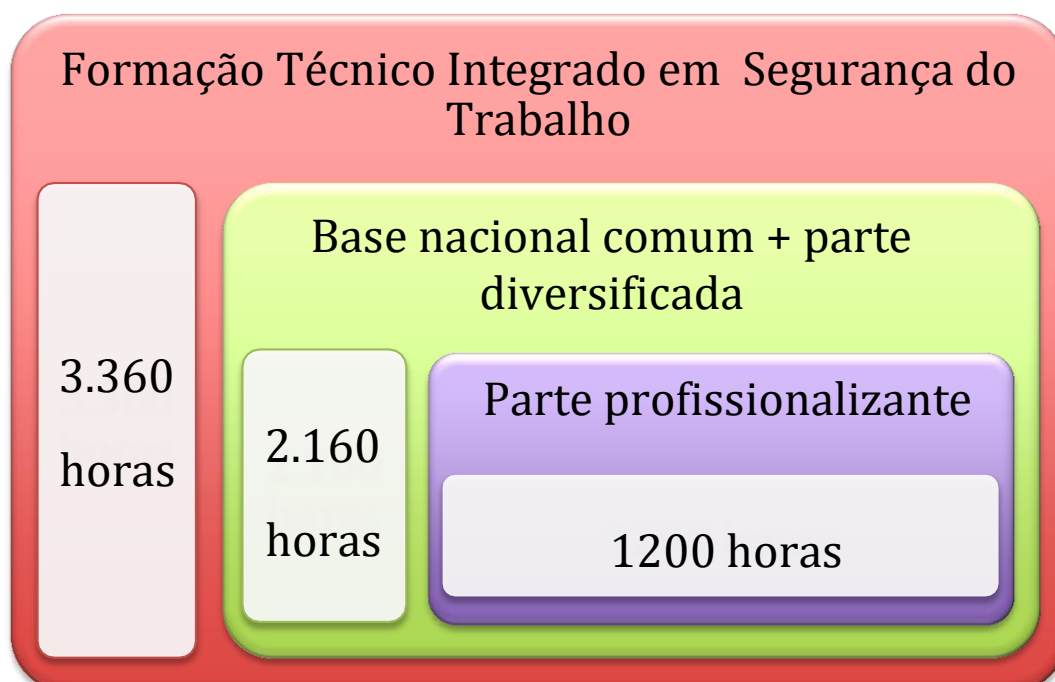 Formação Técnico Integrado em Segurança do
Trabalho
3.360
horas
Base nacional comum + parte
diversificada
2.160
horas
Parte profissionalizante
1200 horas